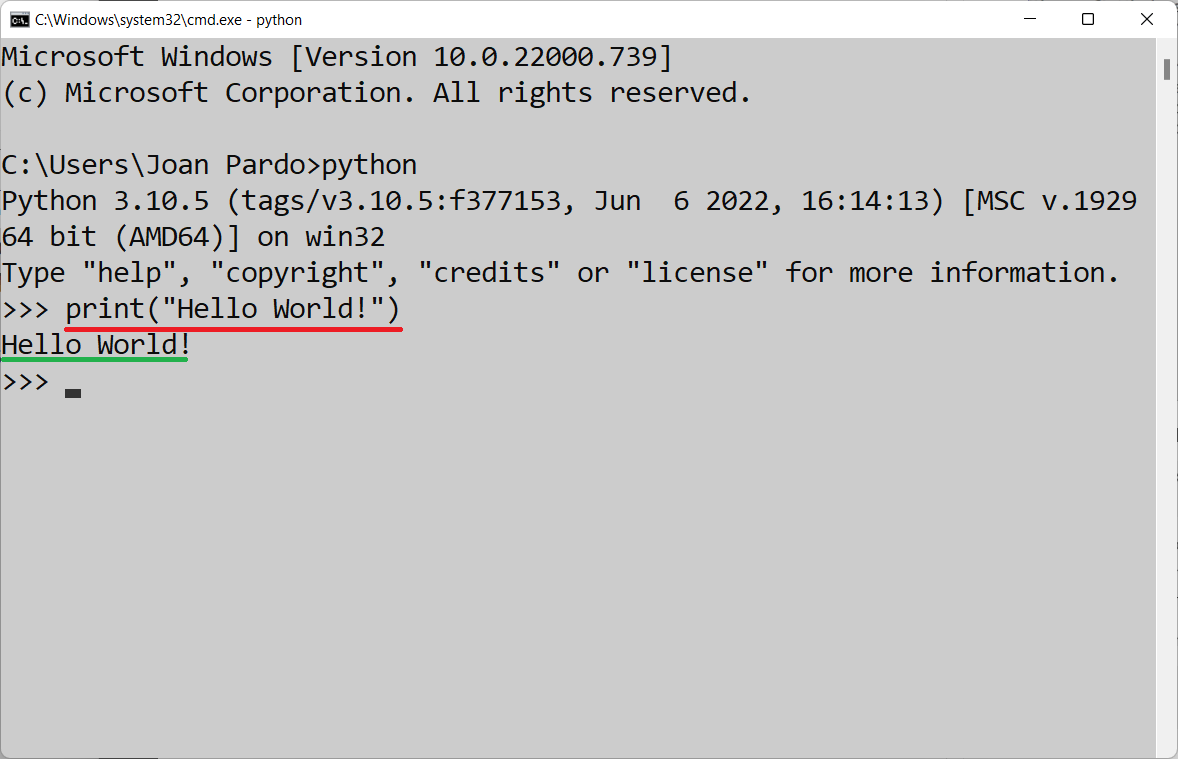 C:\Windows\system32\cmd.exe - python
Microsoft Windows [Version 10.0.22000.739]
(c) Microsoft Corporation. All rights reserved.
C:\Users\Joan Pardo>python
Python 3.10.5 (tags/v3.10.5:f377153, Jun  6 2022, 16:14:13) [MSC v.1929
64 bit (AMD64)] on win32
Type "help", "copyright", "credits" or "license" for more information.
>>> print("Hello World!")
Hello World!
>>>